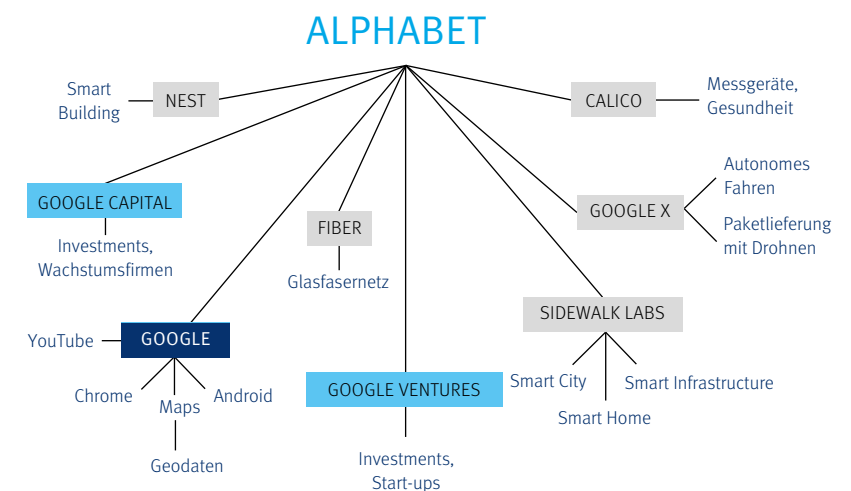 ALPHABET
Smart
Building
NEST
CALICO
Messgeräte,
Gesundheit
GOOGLE CAPITAL
Investments,
Wachstumsfirmen
FIBER
Glasfasernetz
GOOGLE X
Autonomes
Fahren
Paketlieferung
mit Drohnen
YouTube
GOOGLE
Chrome
Maps
Android
Geodaten
GOOGLE VENTURES
Investments,
Start-ups
SIDEWALK LABS
Smart City
Smart Home
Smart Infrastructure